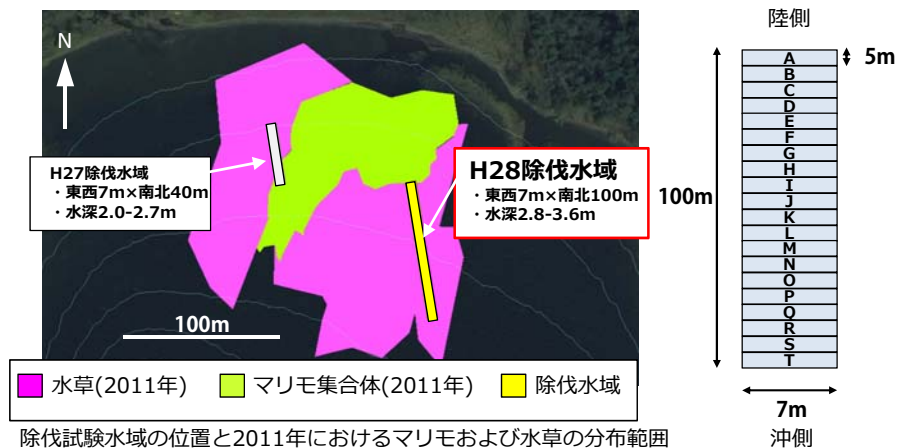 N
H27除伐水域
・東西7m×南北40m
・水深2.0-2.7m
H28除伐水域
・東西7m×南北100m
・水深2.8-3.6m
100m
水草(2011年)
マリモ集合体(2011年)
除伐水域
陸側
A
B
C
D
E
F
G
H
I
J
K
L
M
N
O
P
Q
R
S
T
5m
100m
7m
沖側
除伐試験水域の位置と2011年におけるマリモおよび水草の分布範囲